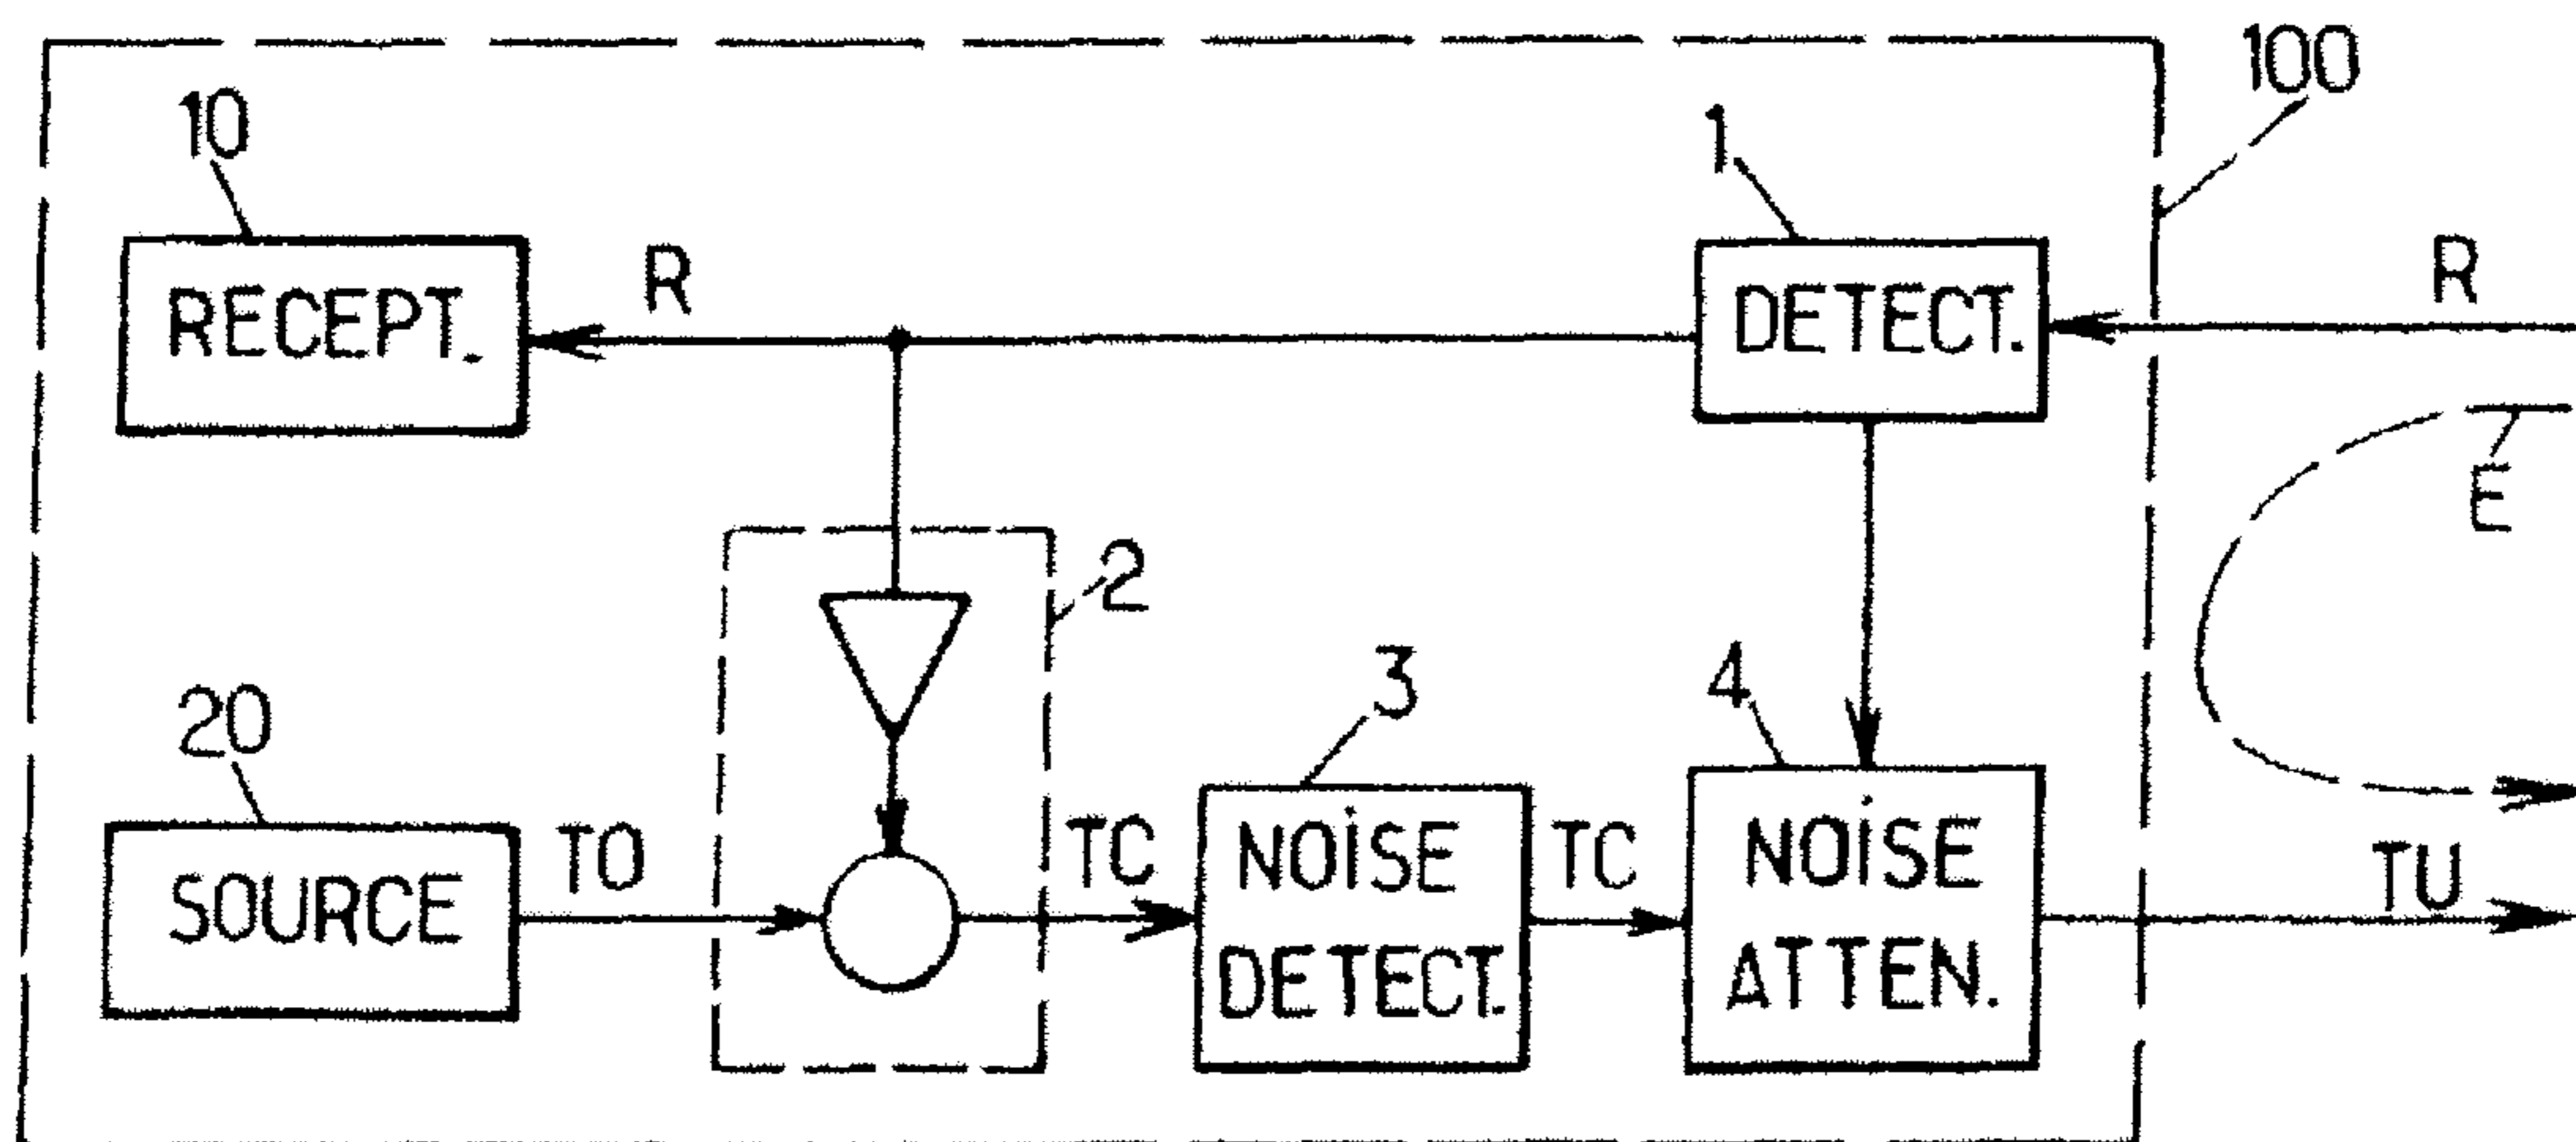 100
10
1
R
R
RECEPT.
DETECT.
E
2
3
4
20
TO
TC
NOISE
DETECT.
TC
NOISE
ATTEN.
TU
SOURCE